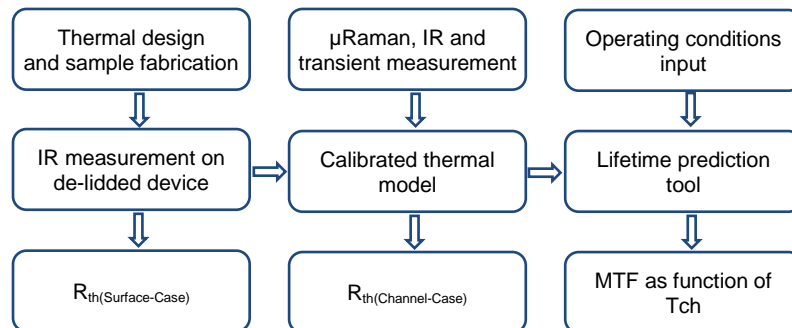 Thermal design
and sample fabrication
µRaman, IR and
transient measurement
Operating conditions
input
IR measurement on
de-lidded device
Calibrated thermal
model
Lifetime prediction
tool
Rth(Surface-Case)
Rth(Channel-Case)
MTF as function of
Tch